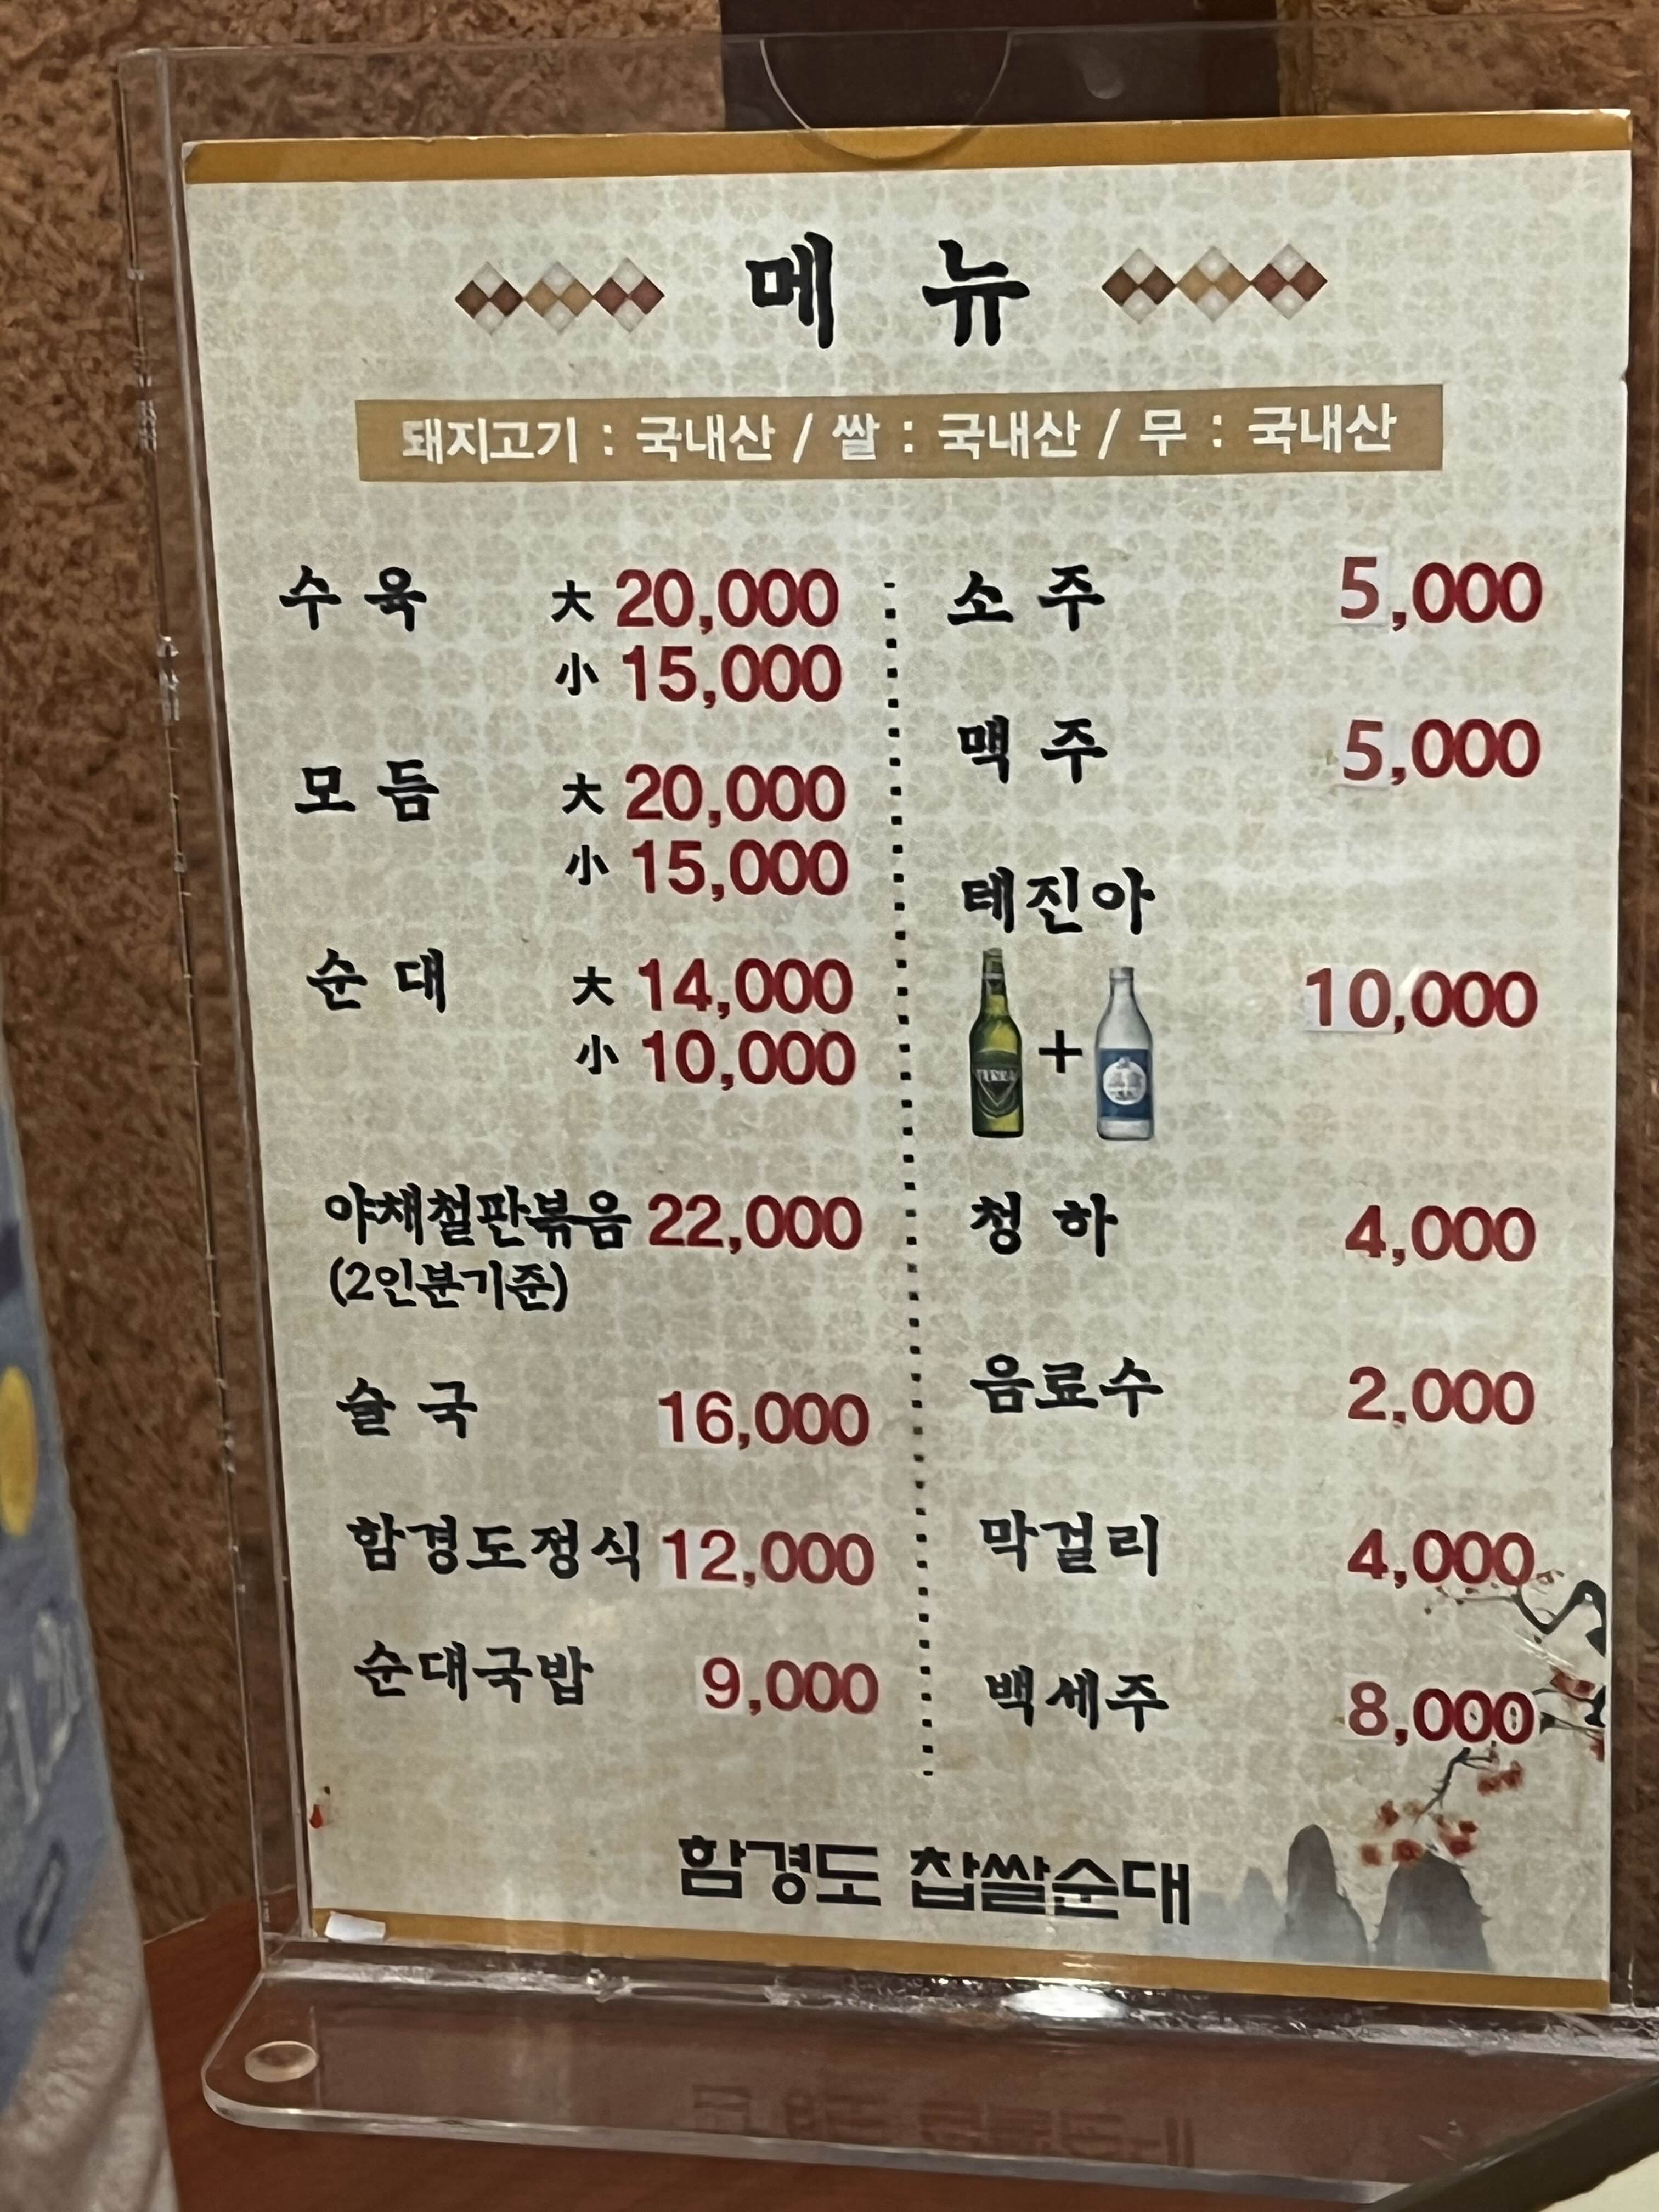 메 뉴
돼지고기 : 국내산 / 쌀 : 국내산 / 무 : 국내산
수 육 大 20,000
小 15,000
모 듬 大 20,000
小 15,000
순 대 大 14,000
小 10,000
야채철판볶음 22,000
(2인분기준)
술 국 16,000
함경도정식 12,000
순대국밥 9,000
소 주 5,000
맥 주 5,000
테진아
TERRA
+
10,000
청 하 4,000
음료수 2,000
막걸리 4,000
백세주 8,000
함경도 찹쌀순대